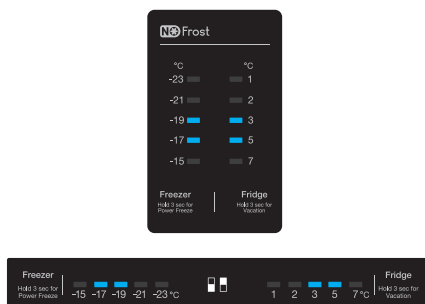 NO Frost
°C °C
-23 1
-21 2
-19 3
-17 5
-15 7
Freezer
Hold 3 sec for
Power Freeze
Fridge
Hold 3 sec for
Vacation
Freezer
Hold 3 sec for
Power Freeze
-15 -17 -19 -21 -23 °C
1 2 3 5 7 °C
Fridge
Hold 3 sec for
Vacation